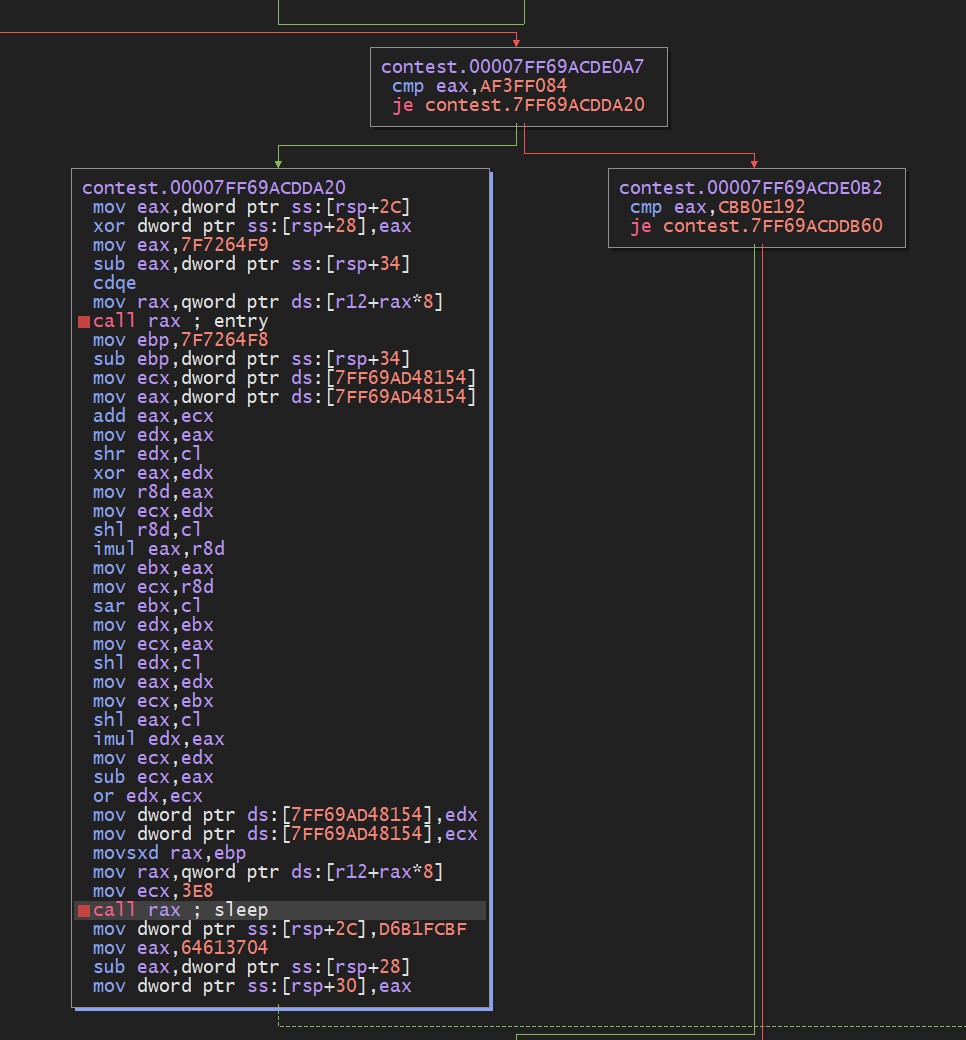 contest.00007FF69ACDE0A7
cmp eax,AF3FF084
je contest.7FF69ACDDA20
contest.00007FF69ACDDA20
mov eax,dword ptr ss:[rsp+2C]
xor dword ptr ss:[rsp+28],eax
mov eax,7F7264F9
sub eax,dword ptr ss:[rsp+34]
cdqe
mov rax,qword ptr ds:[r12+rax*8]
call rax ; entry
mov ebp,7F7264F8
sub ebp,dword ptr ss:[rsp+34]
mov ecx,dword ptr ds:[7FF69AD48154]
mov eax,dword ptr ds:[7FF69AD48154]
add eax,ecx
mov edx,eax
shr edx,cl
xor eax,edx
mov r8d,eax
mov ecx,edx
shl r8d,cl
imul eax,r8d
mov ebx,eax
mov ecx,r8d
sar ebx,cl
mov edx,ebx
mov ecx,eax
shl edx,cl
mov eax,edx
mov ecx,ebx
shl eax,cl
imul edx,eax
mov ecx,edx
sub ecx,eax
or edx,ecx
mov dword ptr ds:[7FF69AD48154],edx
mov dword ptr ds:[7FF69AD48154],ecx
movsxd rax,ebp
mov rax,qword ptr ds:[r12+rax*8]
mov ecx,3E8
call rax ; sleep
mov dword ptr ss:[rsp+2C],D6B1FCBF
mov eax,64613704
sub eax,dword ptr ss:[rsp+28]
mov dword ptr ss:[rsp+30],eax
contest.00007FF69ACDE0B2
cmp eax,CBB0E192
je contest.7FF69ACDDB60